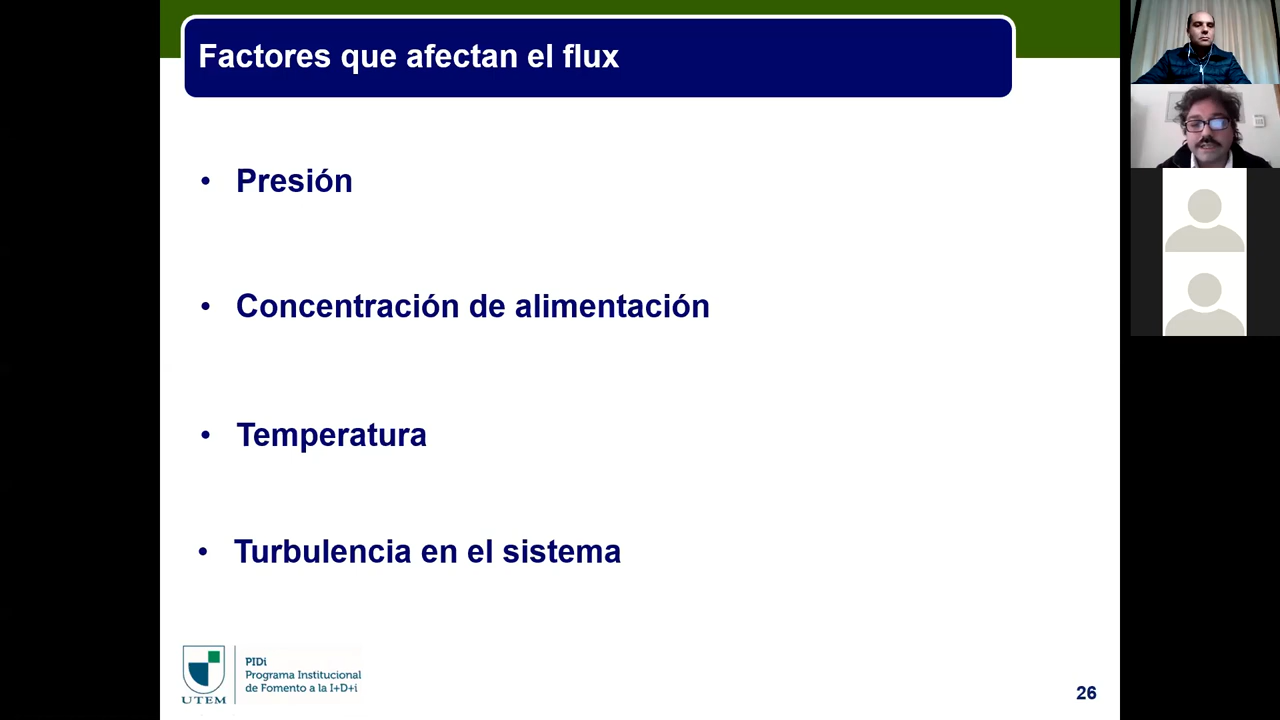 Factores que afectan el flux
• Presión
• Concentración de alimentación
• Temperatura
• Turbulencia en el sistema
UTEM
PIDi
Programa Institucional
de Fomento a la I+D+i
26